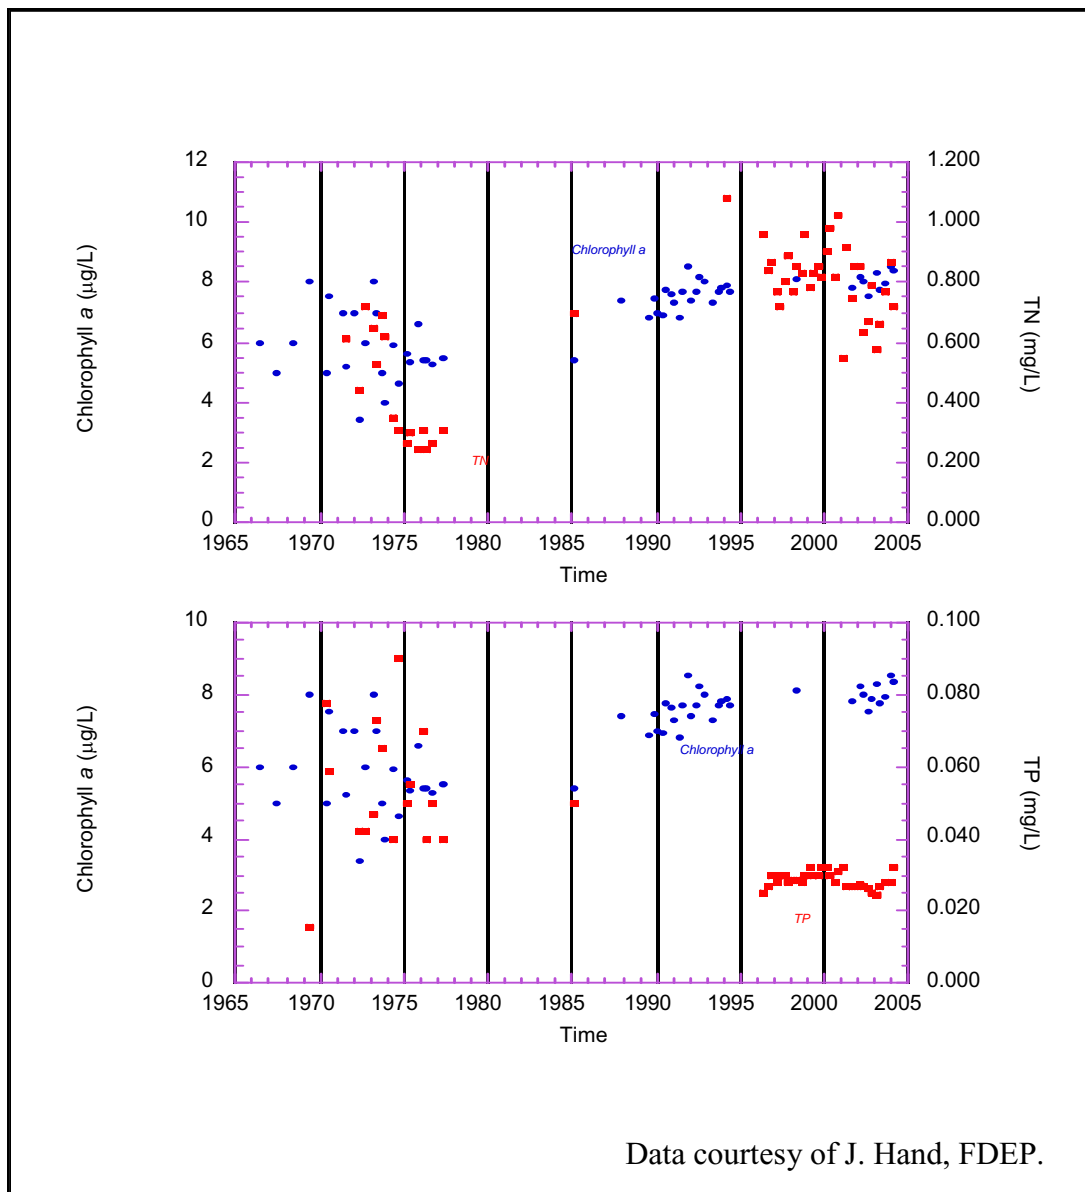 12
10
8
6
4
2
0
Chlorophyll a (μg/L)
Chlorophyll a
TN
1.200
1.000
0.800
0.600
0.400
0.200
0.000
TN (mg/L)
1965 1970 1975 1980 1985 1990 1995 2000 2005
Time
10
8
6
4
2
0
Chlorophyll a (μg/L)
Chlorophyll a
TP
0.100
0.080
0.060
0.040
0.020
0.000
TP (mg/L)
1965 1970 1975 1980 1985 1990 1995 2000 2005
Time
Data courtesy of J. Hand, FDEP.